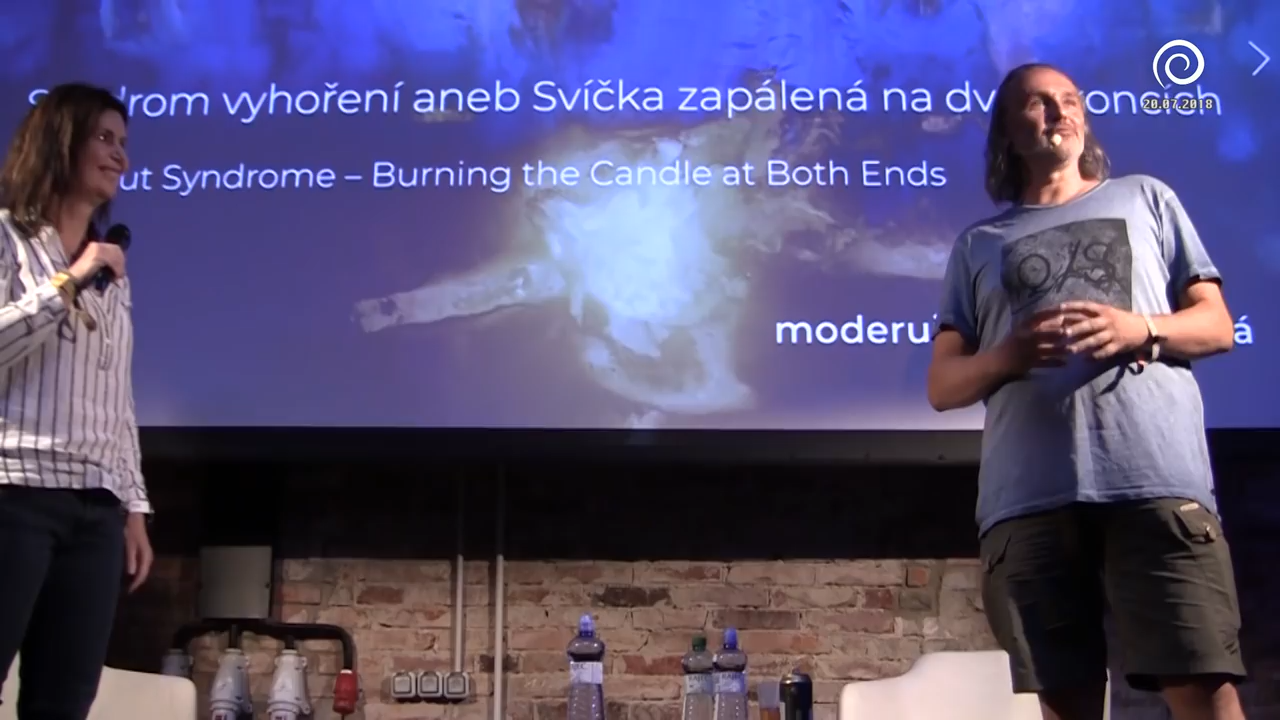 20.07.2018
vyhoření aneb Svíčka zapálená na
Syndrome – Burning the Candle at Both Ends